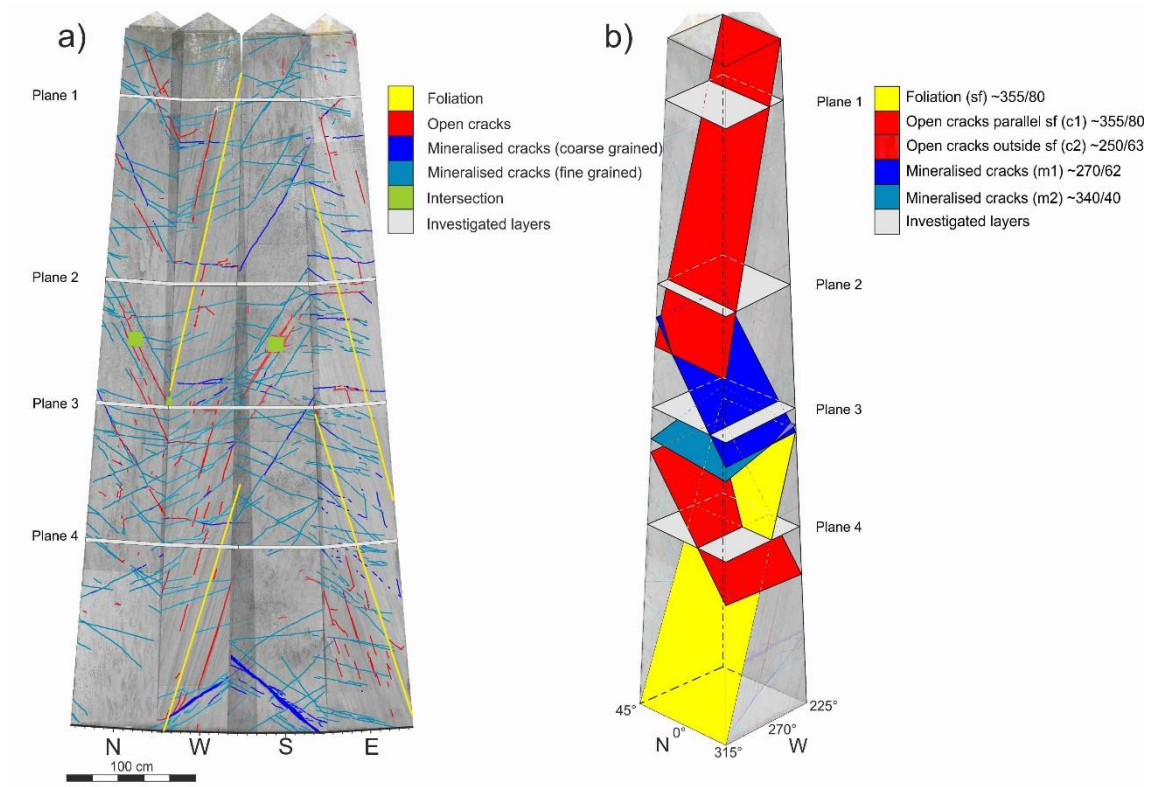 a)
Plane 1
Plane 2
Plane 3
Plane 4
N W S E
100 cm
Foliation
Open cracks
Mineralised cracks (coarse grained)
Mineralised cracks (fine grained)
Intersection
Investigated layers
b)
Plane 1
Plane 2
Plane 3
Plane 4
45°
N
0°
315°
270°
W
225°
Foliation (sf) ~355/80
Open cracks parallel sf (c1) ~355/80
Open cracks outside sf (c2) ~250/63
Mineralised cracks (m1) ~270/62
Mineralised cracks (m2) ~340/40
Investigated layers